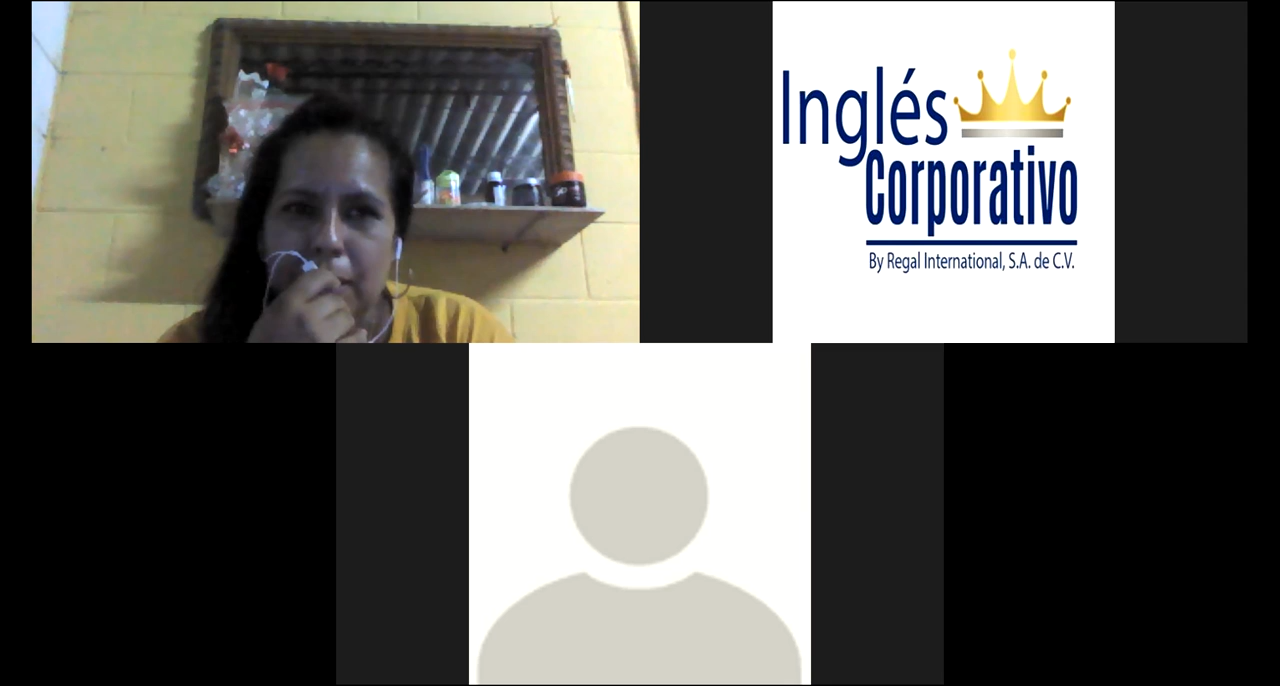 Inglés
Corporativo
By Regal International, S.A. de C.V.